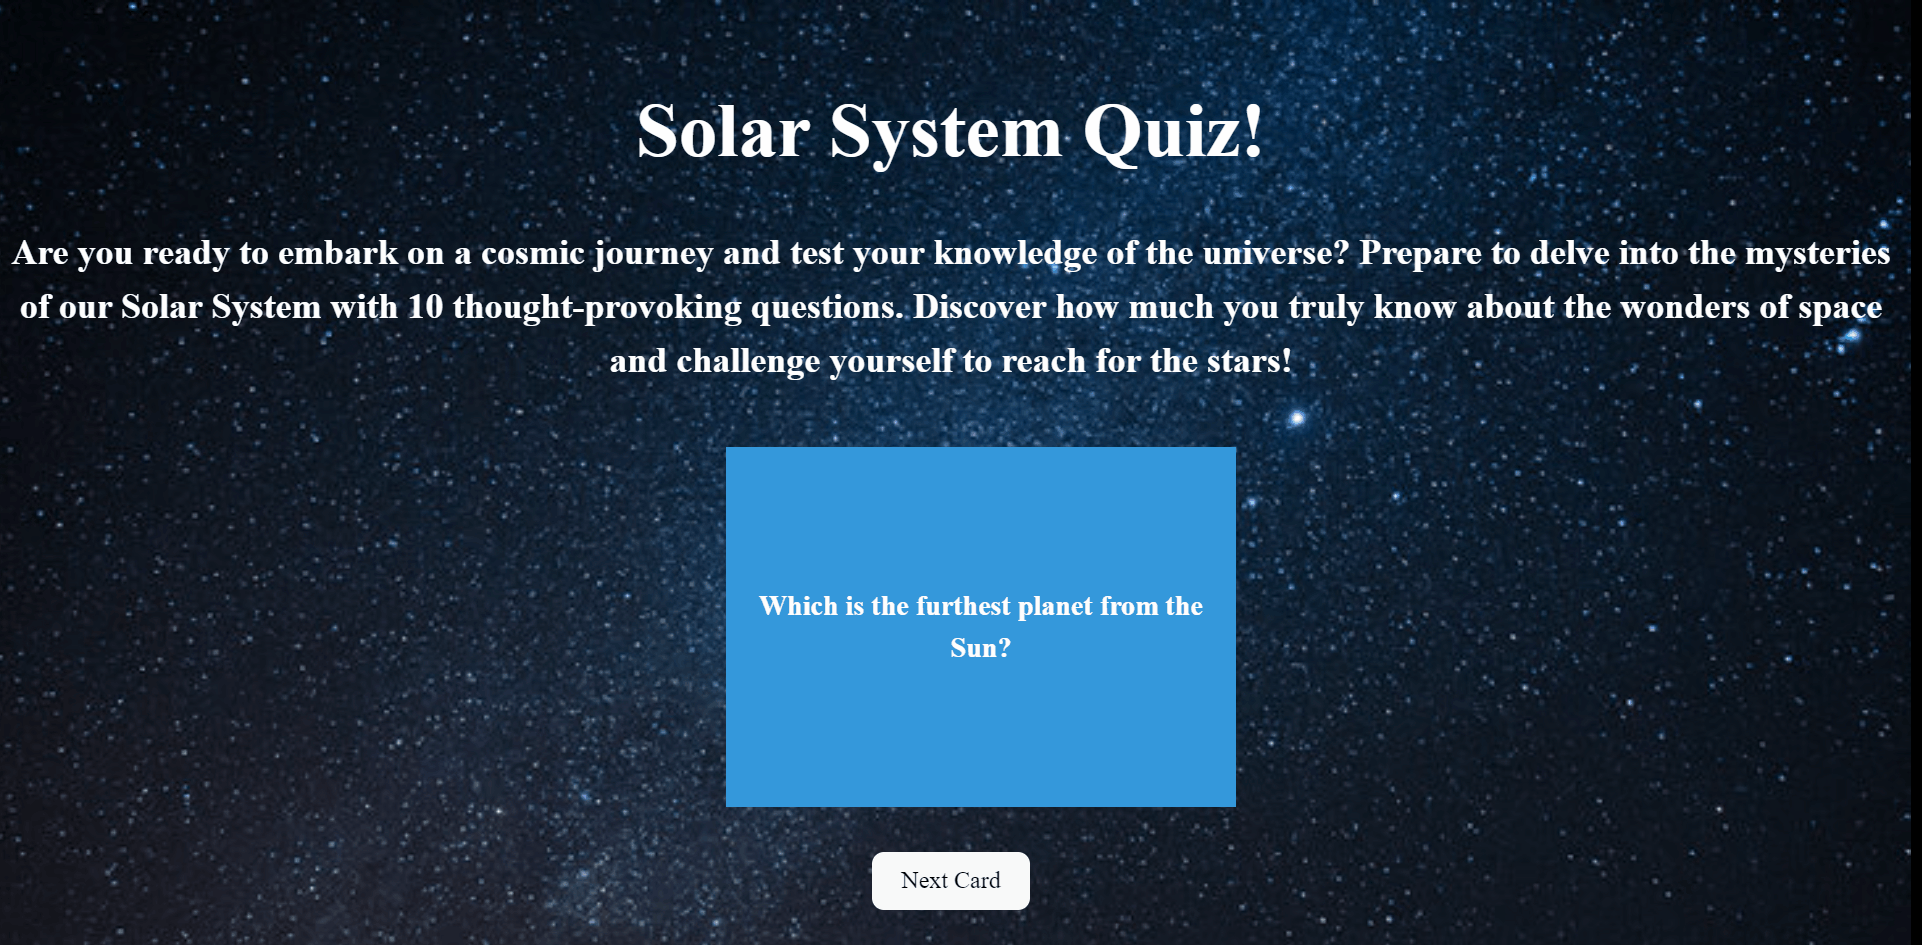 Solar System Quiz!
Are you ready to embark on a cosmic journey and test your knowledge of the universe? Prepare to delve into the mysteries
of our Solar System with 10 thought-provoking questions. Discover how much you truly know about the wonders of space
and challenge yourself to reach for the stars!
Which is the furthest planet from the
Sun?
Next Card